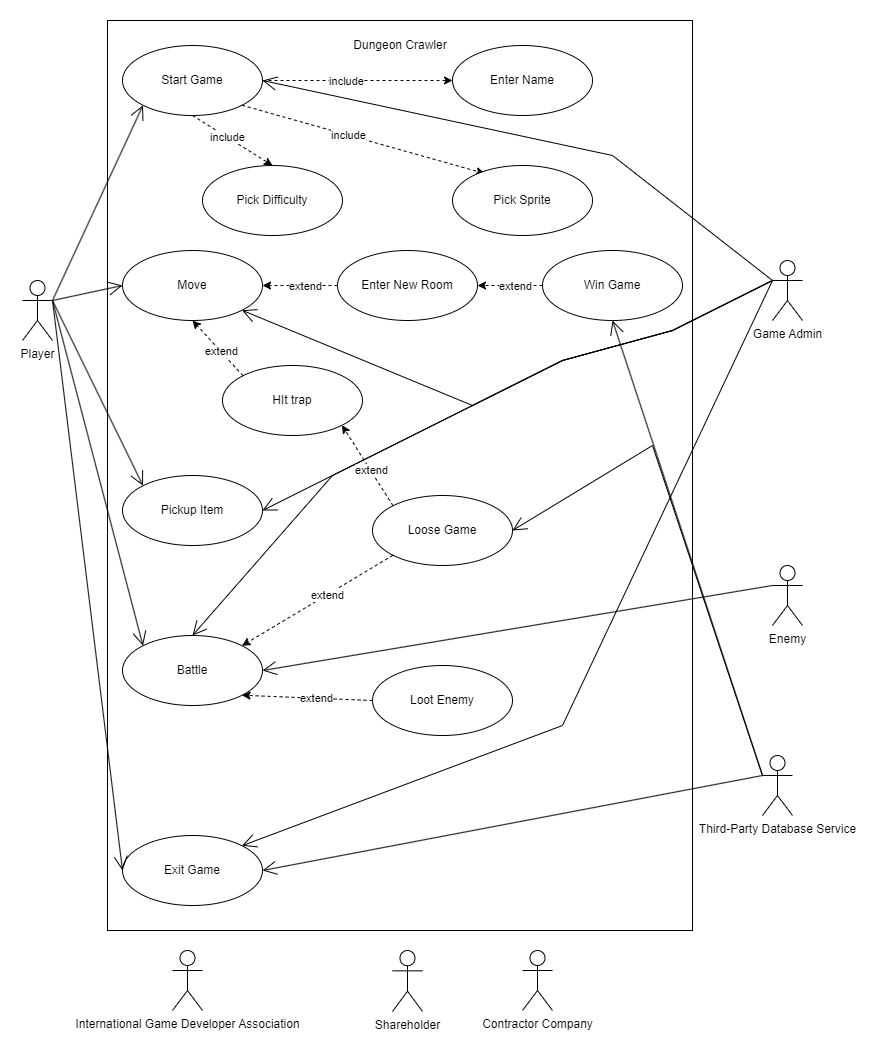 Dungeon Crawler
Start Game
include
Enter Name
include
include
Pick Difficulty
Pick Sprite
Move
extend
Enter New Room
extend
Win Game
Player
Game Admin
extend
HIt trap
extend
Pickup Item
Loose Game
extend
Enemy
Battle
extend
Loot Enemy
Third-Party Database Service
Exit Game
International Game Developer Association
Shareholder
Contractor Company